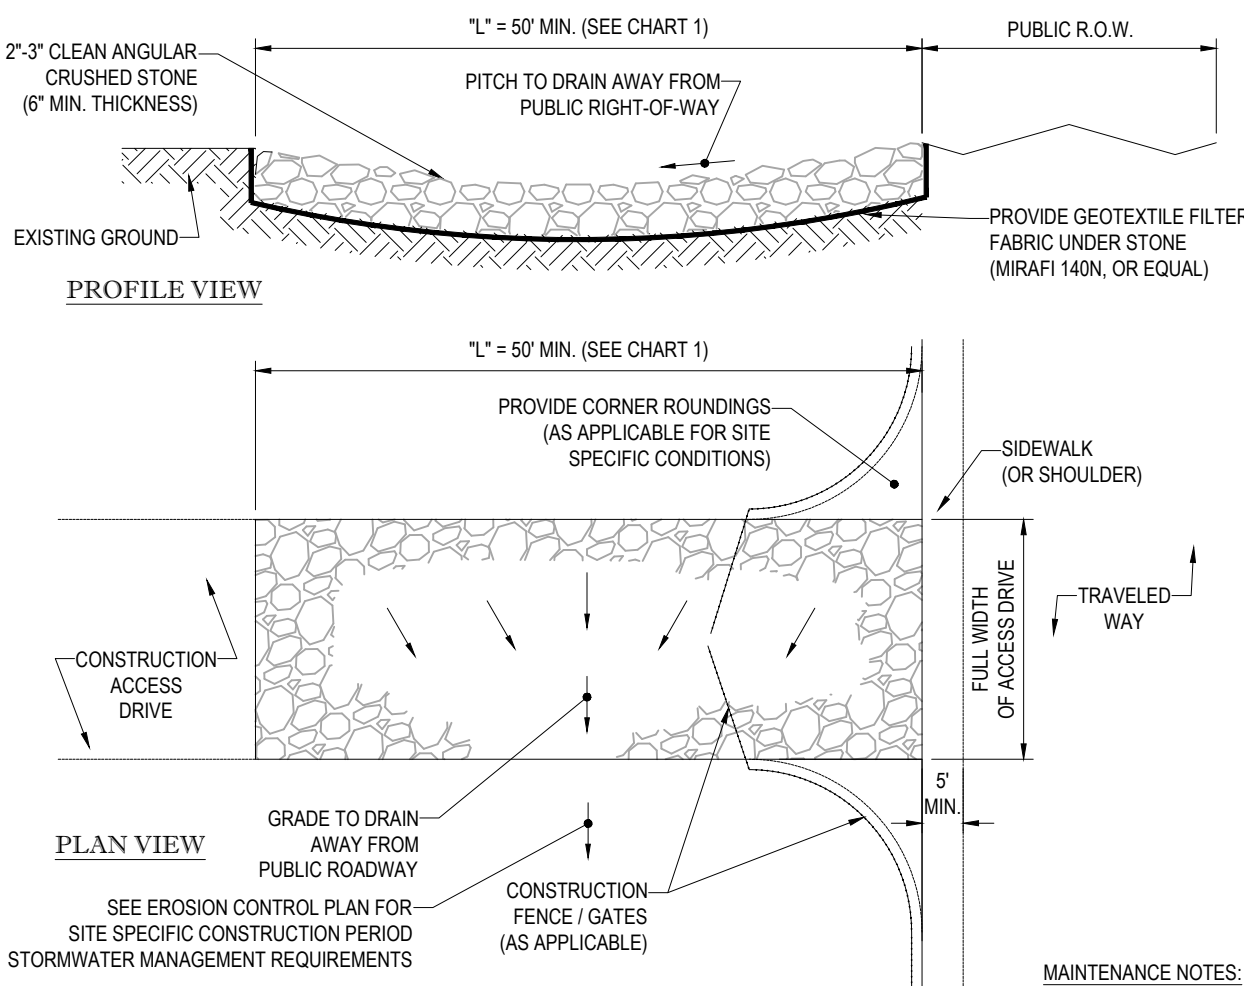 "L" = 50' MIN. (SEE CHART 1)
PUBLIC R.O.W.
2"-3" CLEAN ANGULAR
CRUSHED STONE
(6" MIN. THICKNESS)
PITCH TO DRAIN AWAY FROM
PUBLIC RIGHT-OF-WAY
EXISTING GROUND
PROVIDE GEOTEXTILE FILTER
FABRIC UNDER STONE
(MIRAFI 140N, OR EQUAL)
PROFILE VIEW
"L" = 50' MIN. (SEE CHART 1)
PROVIDE CORNER ROUNDINGS
(AS APPLICABLE FOR SITE
SPECIFIC CONDITIONS)
SIDEWALK
(OR SHOULDER)
CONSTRUCTION
ACCESS
DRIVE
FULL WIDTH
OF ACCESS DRIVE
TRAVELED
WAY
5'
MIN.
GRADE TO DRAIN
AWAY FROM
PUBLIC ROADWAY
PLAN VIEW
SEE EROSION CONTROL PLAN FOR
SITE SPECIFIC CONSTRUCTION PERIOD
STORMWATER MANAGEMENT REQUIREMENTS
CONSTRUCTION
FENCE / GATES
(AS APPLICABLE)
MAINTENANCE NOTES: